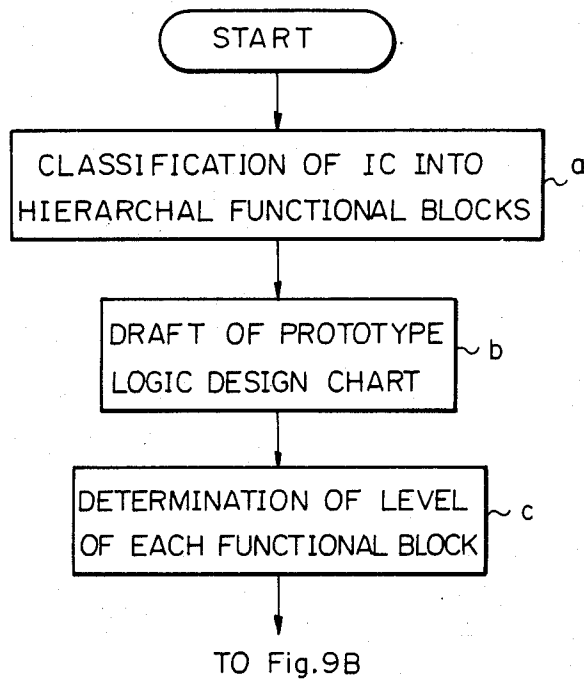 START
CLASSIFICATION OF IC INTO
HIERARCHAL FUNCTIONAL BLOCKS
a
DRAFT OF PROTOTYPE
LOGIC DESIGN CHART
b
DETERMINATION OF LEVEL
OF EACH FUNCTIONAL BLOCK
c
TO Fig.9B